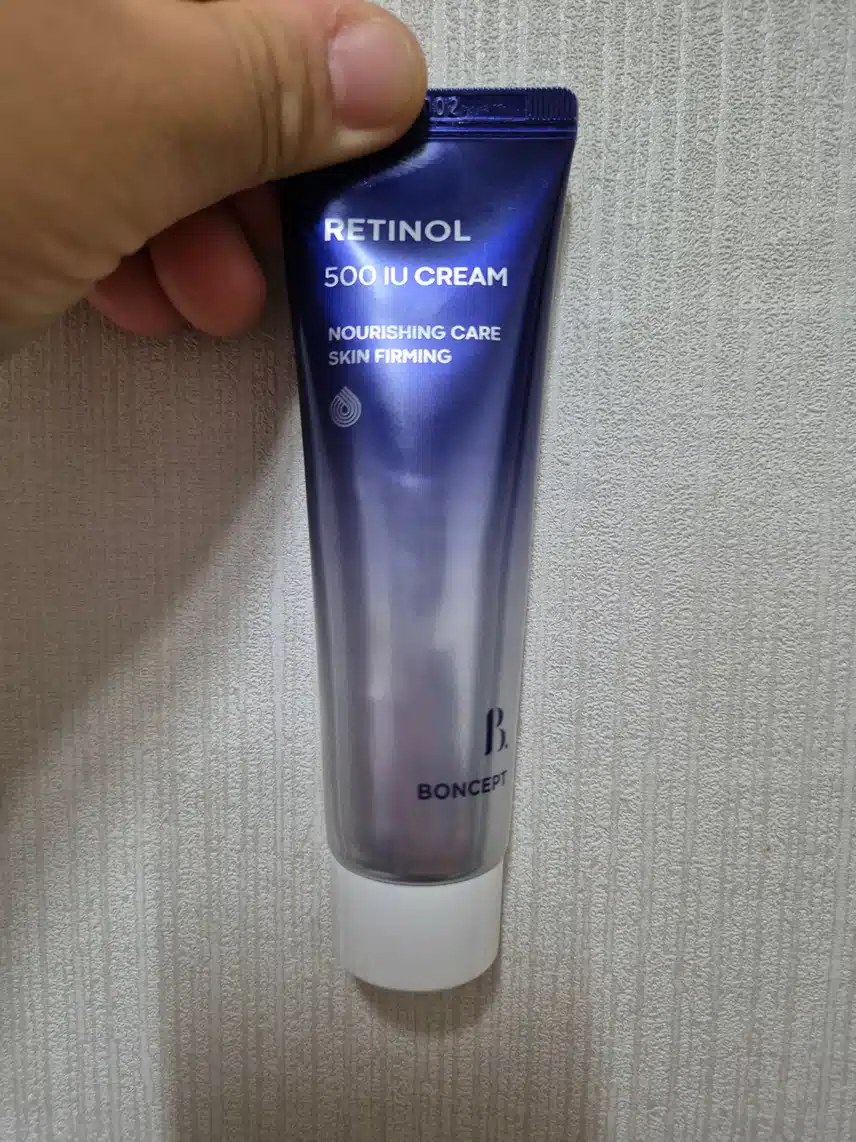 RETINOL
500 IU CREAM
NOURISHING CARE
SKIN FIRMING
B.
BONCEPT